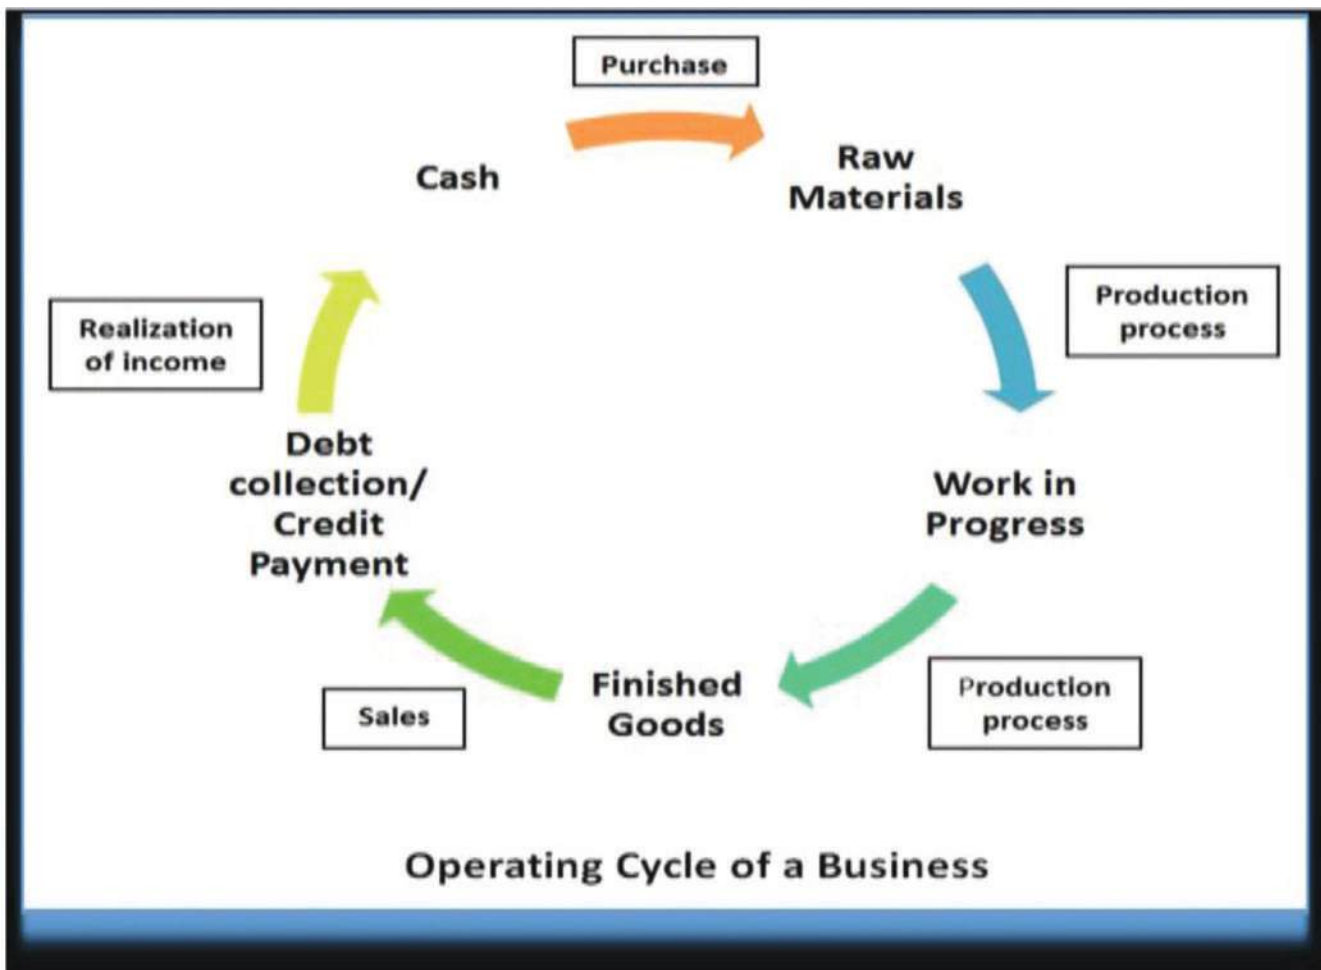 Purchase
Cash
Raw
Materials
Production
process
Realization
of income
Debt
collection/
Credit
Payment
Work in
Progress
Sales
Finished
Goods
Production
process
Operating Cycle of a Business